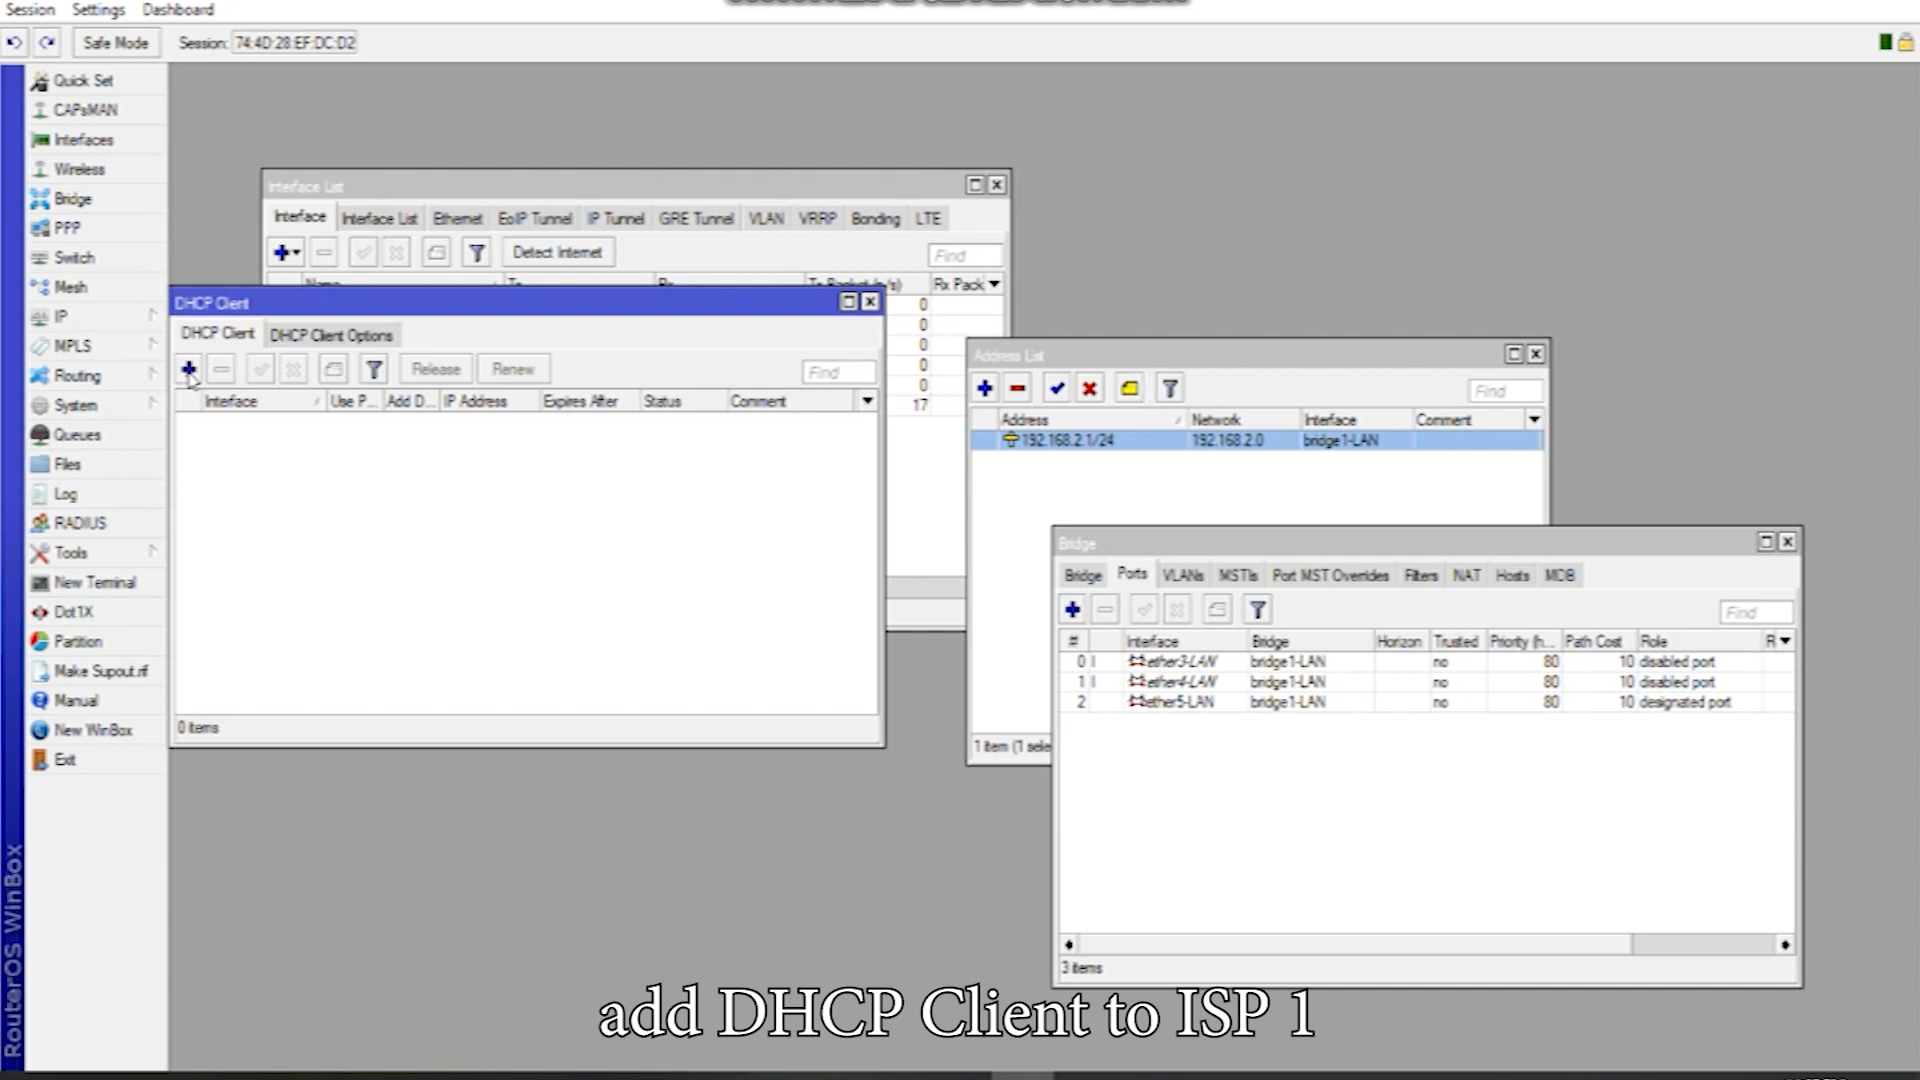 Session Settings Dashboard
Safe Mode Session: 74:4D:28:EF:DC:D2
Quick Set
CAPsMAN
Interfaces
Wireless
Bridge
PPP
Switch
Mesh
IP
MPLS
Routing
System
Queues
Files
Log
RADIUS
Tools
New Terminal
Dot1X
Partition
Make Supout.rif
Manual
New WinBox
Exit
RouterOS WinBox
Interface List
Interface Interface List Ethernet EoIP Tunnel IP Tunnel GRE Tunnel VLAN VRRP Bonding LTE
Detect Internet Find
Rx Pack
0
0
0
0
0
17
DHCP Client
DHCP Client DHCP Client Options
Release Renew Find
Interface Use P... Add D... IP Address Expires After Status Comment
0 items
Address List
Find
Address Network Interface Comment
192.168.2.1/24 192.168.2.0 bridge1-LAN
1 item (1 sele
Bridge
Bridge Ports VLANs MSTIs Port MST Overrides Filters NAT Hosts MDB
Find
# Interface Bridge Horizon Trusted Priority (h... Path Cost Role R
0 I ether3-LAN bridge1-LAN no 80 10 disabled port
1 I ether4-LAN bridge1-LAN no 80 10 disabled port
2 ether5-LAN bridge1-LAN no 80 10 designated port
3 items
add DHCP Client to ISP 1